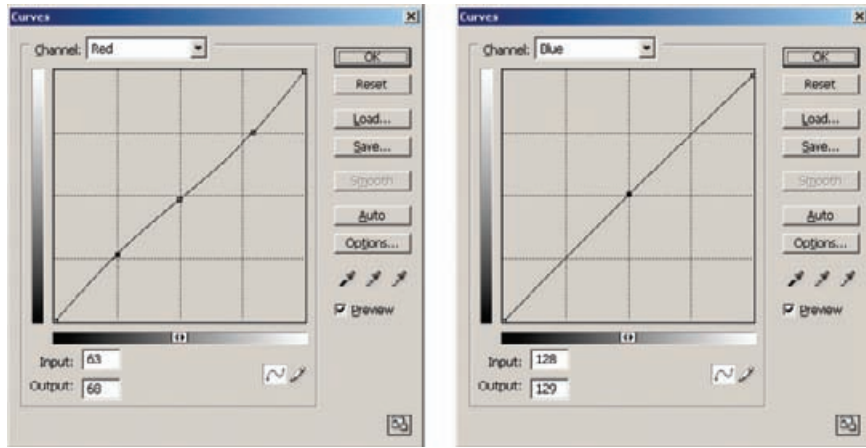 Curves
Channel: Red
OK
Reset
Load...
Save...
Smooth
Auto
Options...
Preview
Input: 63
Output: 68
Curves
Channel: Blue
OK
Reset
Load...
Save...
Smooth
Auto
Options...
Preview
Input: 128
Output: 129